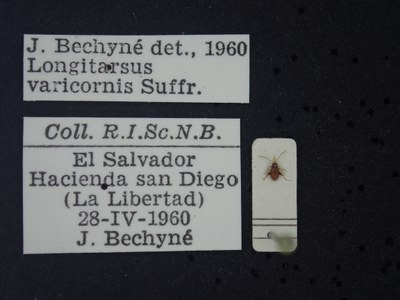 J. Bechyné det., 1960
Longitarsus
varicornis Suffr.
Coll. R.I.Sc.N.B.
El Salvador
Hacienda san Diego
(La Libertad)
28-IV-1960
J. Bechyné